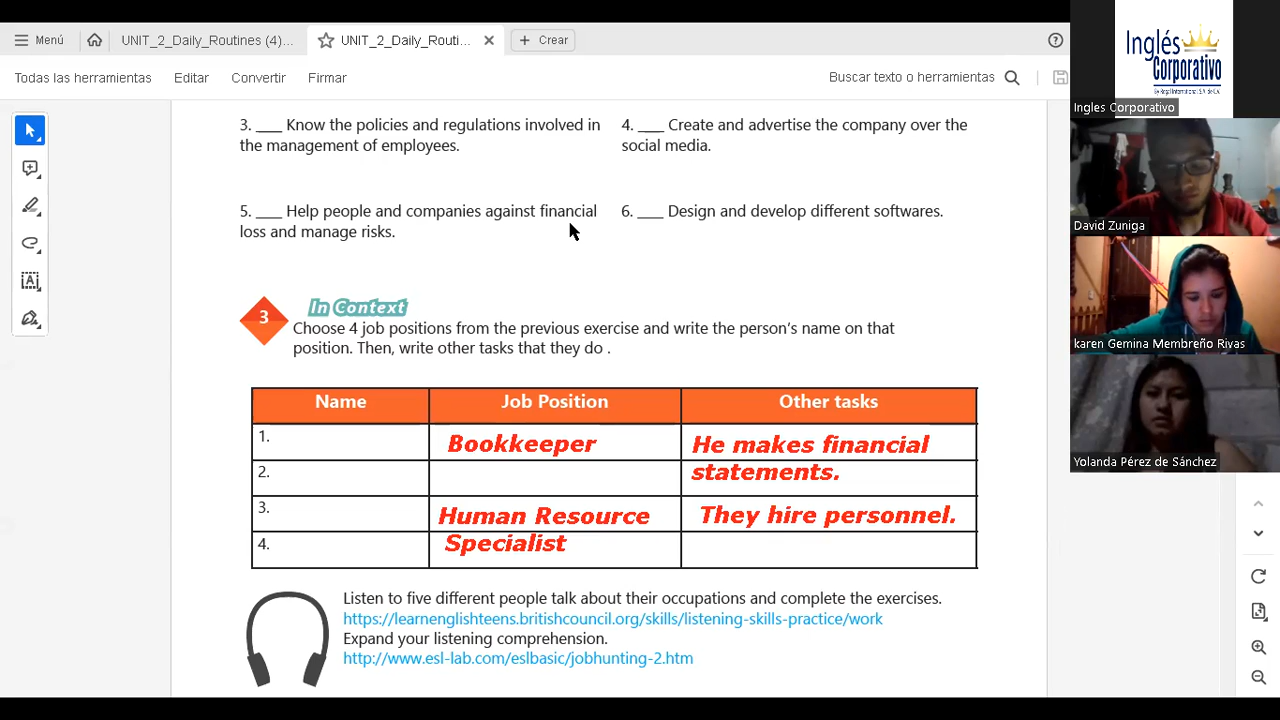 Menú
UNIT_2_Daily_Routines (4)...
UNIT_2_Daily_Routi...
Crear
Todas las herramientas
Editar
Convertir
Firmar
Buscar texto o herramientas
Inglés
Corporativo
By Regal International S.A. de C.V.
Ingles Corporativo
3. ___ Know the policies and regulations involved in
the management of employees.
4. ___ Create and advertise the company over the
social media.
5. ___ Help people and companies against financial
loss and manage risks.
6. ___ Design and develop different softwares.
David Zuniga
karen Gemina Membreño Rivas
Yolanda Pérez de Sánchez
3
In Context
Choose 4 job positions from the previous exercise and write the person's name on that
position. Then, write other tasks that they do .
Name
Job Position
Other tasks
1.
Bookkeeper
He makes financial
2.
statements.
3.
Human Resource
They hire personnel.
4.
Specialist
Listen to five different people talk about their occupations and complete the exercises.
https://learnenglishteens.britishcouncil.org/skills/listening-skills-practice/work
Expand your listening comprehension.
http://www.esl-lab.com/eslbasic/jobhunting-2.htm